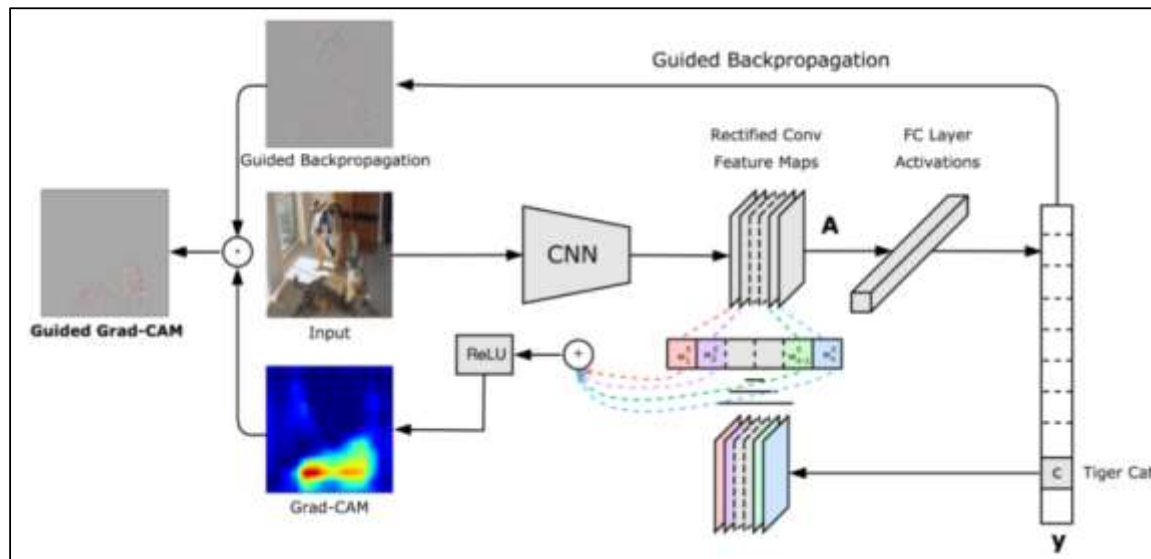 Guided Backpropagation
Rectified Conv
Feature Maps
FC Layer
Activations
Guided Backpropagation
A
CNN
Guided Grad-CAM
Input
ReLU
+
Grad-CAM
c
Tiger Cat
y